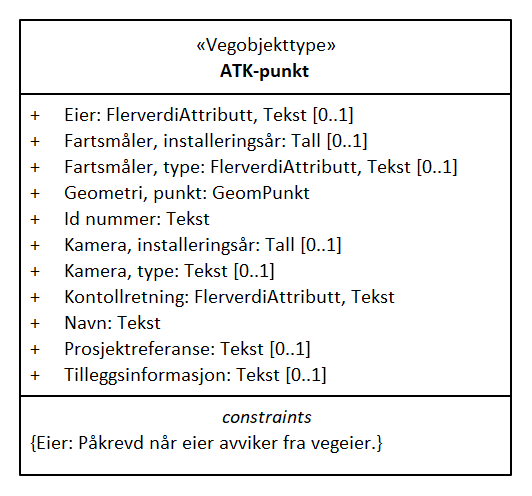 «Vegobjekttype»
ATK-punkt
+ Eier: FlerverdiAttributt, Tekst [0..1]
+ Fartsmåler, installeringsår: Tall [0..1]
+ Fartsmåler, type: FlerverdiAttributt, Tekst [0..1]
+ Geometri, punkt: GeomPunkt
+ Id nummer: Tekst
+ Kamera, installeringsår: Tall [0..1]
+ Kamera, type: Tekst [0..1]
+ Kontollretning: FlerverdiAttributt, Tekst
+ Navn: Tekst
+ Prosjektreferanse: Tekst [0..1]
+ Tilleggsinformasjon: Tekst [0..1]
constraints
{Eier: Påkrevd når eier avviker fra vegeier.}